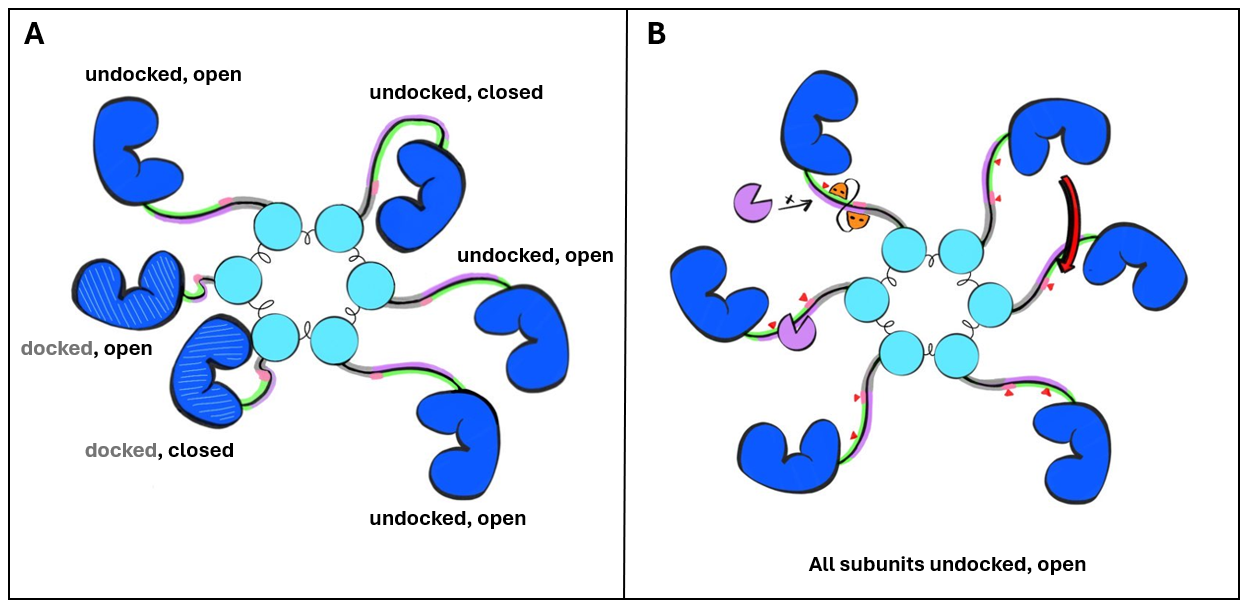 A
B
undocked, open
undocked, closed
undocked, open
docked, open
docked, closed
undocked, open
x
All subunits undocked, open